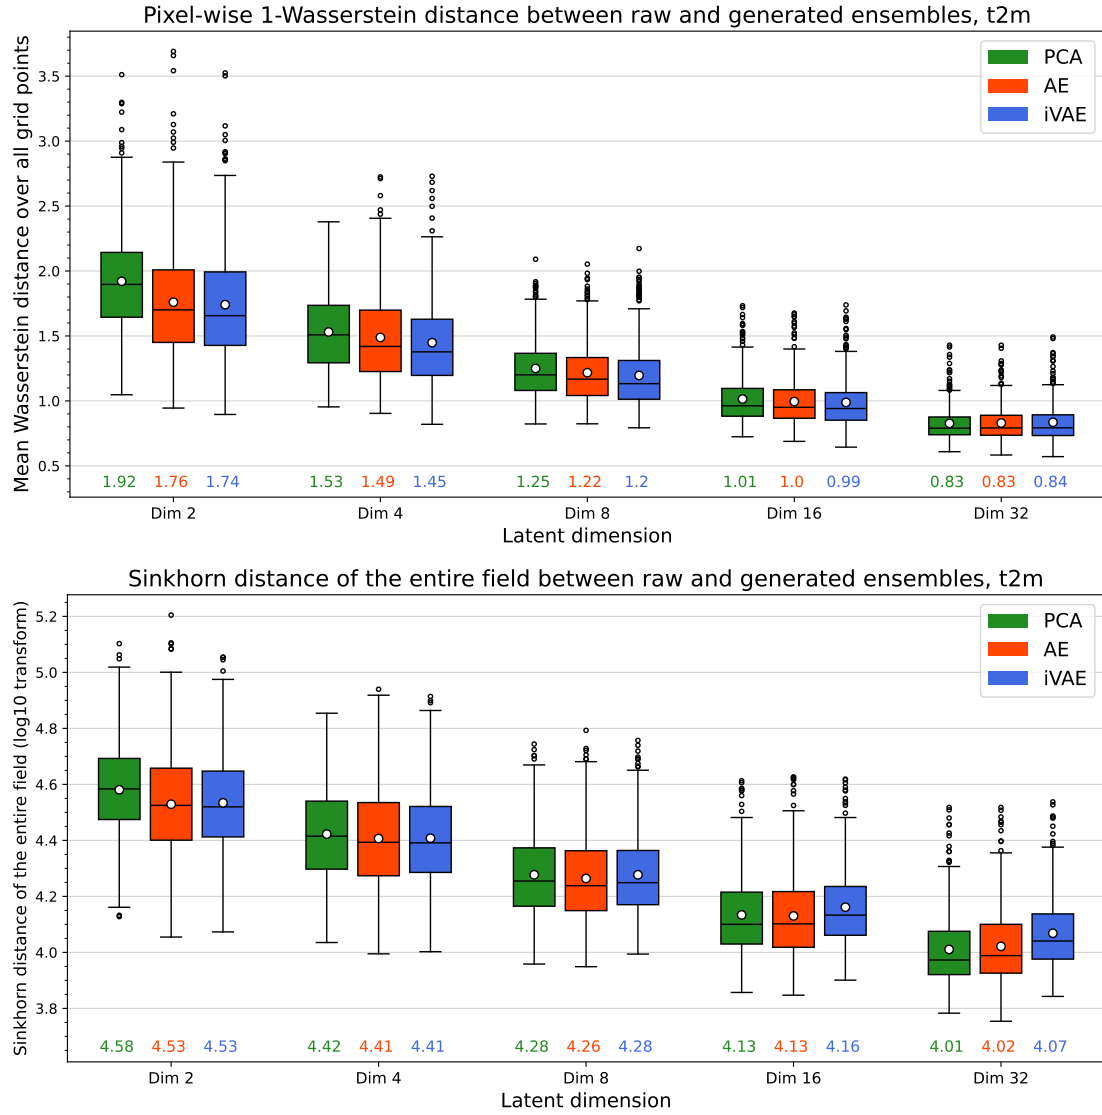 Pixel-wise 1-Wasserstein distance between raw and generated ensembles, t2m
Mean Wasserstein distance over all grid points
3.5
3.0
2.5
2.0
1.5
1.0
0.5
PCA
AE
iVAE
1.92 1.76 1.74 1.53 1.49 1.45 1.25 1.22 1.2 1.01 1.0 0.99 0.83 0.83 0.84
Dim 2 Dim 4 Dim 8 Dim 16 Dim 32
Latent dimension
Sinkhorn distance of the entire field between raw and generated ensembles, t2m
Sinkhorn distance of the entire field (log10 transform)
5.2
5.0
4.8
4.6
4.4
4.2
4.0
3.8
PCA
AE
iVAE
4.58 4.53 4.53 4.42 4.41 4.41 4.28 4.26 4.28 4.13 4.13 4.16 4.01 4.02 4.07
Dim 2 Dim 4 Dim 8 Dim 16 Dim 32
Latent dimension